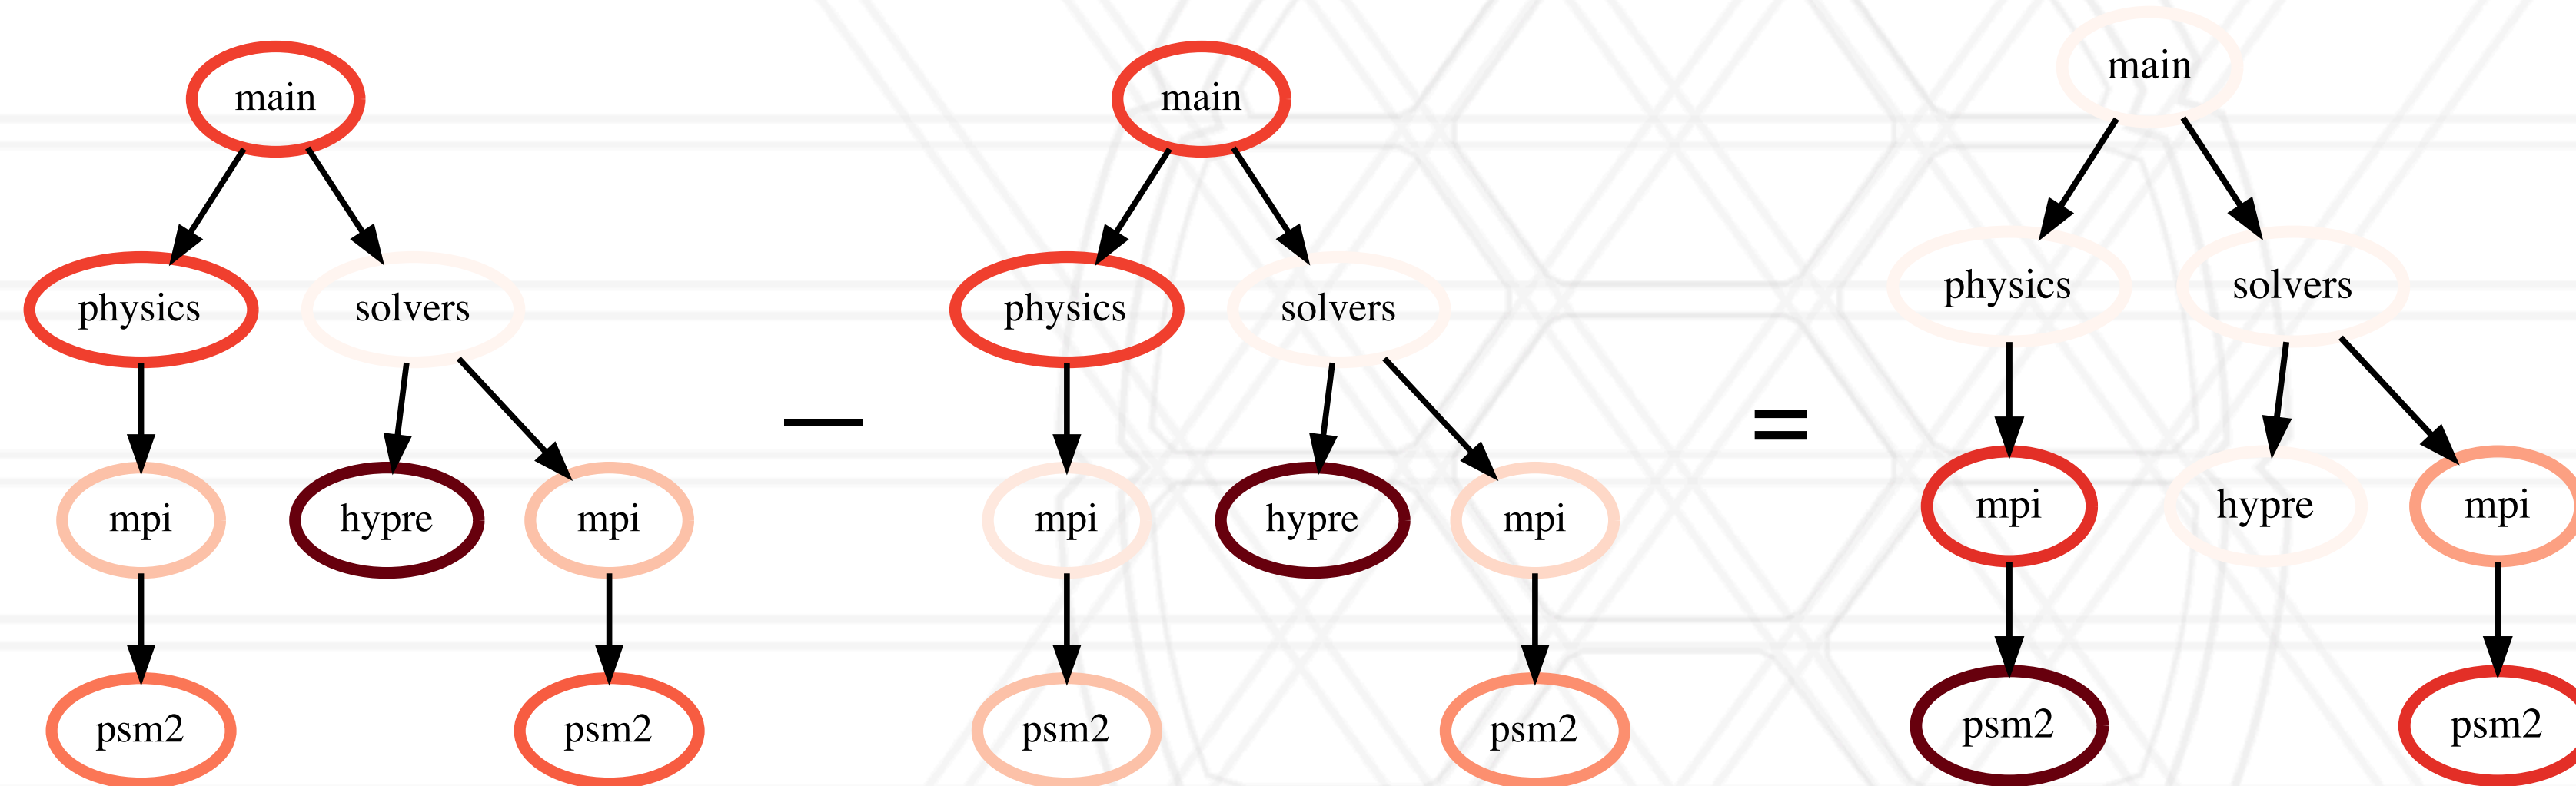 main
physics
solvers
mpi
hypre
mpi
psm2
psm2
—
main
physics
solvers
mpi
hypre
mpi
psm2
psm2
=
main
physics
solvers
mpi
hypre
mpi
psm2
psm2